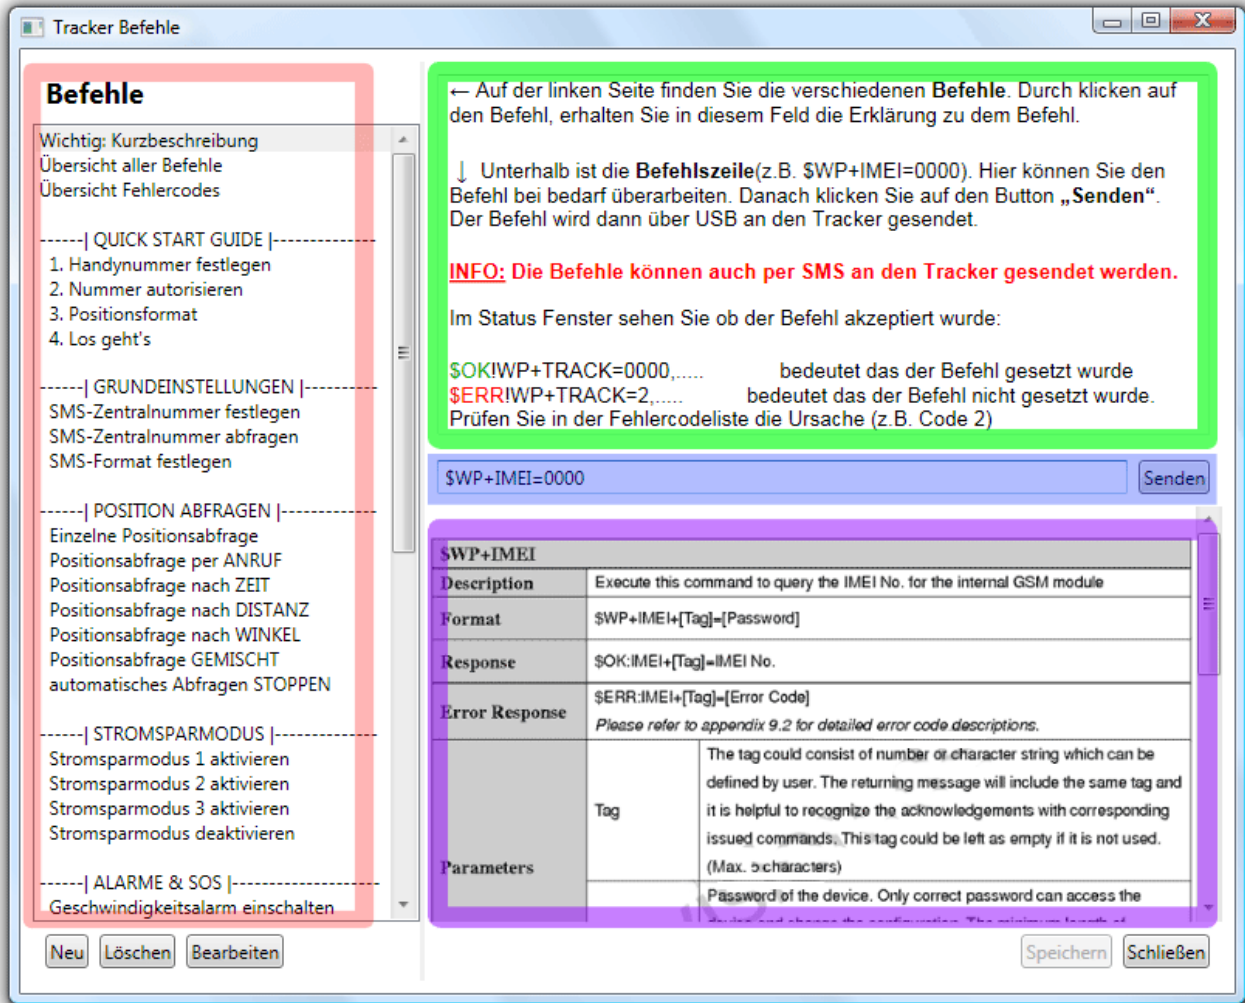 Tracker Befehle
Befehle
Wichtig: Kurzbeschreibung
Übersicht aller Befehle
Übersicht Fehlercodes
------| QUICK START GUIDE |--------------
1. Handynummer festlegen
2. Nummer autorisieren
3. Positionsformat
4. Los geht's
------| GRUNDEINSTELLUNGEN |----------
SMS-Zentralnummer festlegen
SMS-Zentralnummer abfragen
SMS-Format festlegen
------| POSITION ABFRAGEN |-------------
Einzelne Positionsabfrage
Positionsabfrage per ANRUF
Positionsabfrage nach ZEIT
Positionsabfrage nach DISTANZ
Positionsabfrage nach WINKEL
Positionsabfrage GEMISCHT
automatisches Abfragen STOPPEN
------| STROMSPARMODUS |---------------
Stromsparmodus 1 aktivieren
Stromsparmodus 2 aktivieren
Stromsparmodus 3 aktivieren
Stromsparmodus deaktivieren
------| ALARME & SOS |--------------------
Geschwindigkeitsalarm einschalten
Neu Löschen Bearbeiten
← Auf der linken Seite finden Sie die verschiedenen Befehle. Durch klicken auf
den Befehl, erhalten Sie in diesem Feld die Erklärung zu dem Befehl.
↓ Unterhalb ist die Befehlszeile(z.B. $WP+IMEI=0000). Hier können Sie den
Befehl bei bedarf überarbeiten. Danach klicken Sie auf den Button „Senden“.
Der Befehl wird dann über USB an den Tracker gesendet.
INFO: Die Befehle können auch per SMS an den Tracker gesendet werden.
Im Status Fenster sehen Sie ob der Befehl akzeptiert wurde:
$OK!WP+TRACK=0000,..... bedeutet das der Befehl gesetzt wurde
$ERR!WP+TRACK=2,..... bedeutet das der Befehl nicht gesetzt wurde.
Prüfen Sie in der Fehlercodeliste die Ursache (z.B. Code 2)
$WP+IMEI=0000 Senden
$WP+IMEI
Description Execute this command to query the IMEI No. for the internal GSM module
Format $WP+IMEI+[Tag]=[Password]
Response $OK:IMEI+[Tag]=IMEI No.
Error Response $ERR:IMEI+[Tag]=[Error Code]
Please refer to appendix 9.2 for detailed error code descriptions.
Parameters Tag The tag could consist of number or character string which can be
defined by user. The returning message will include the same tag and
it is helpful to recognize the acknowledgements with corresponding
issued commands. This tag could be left as empty if it is not used.
(Max. 5 characters)
Password of the device. Only correct password can access the
device and change the configuration. The minimum length of
Speichern Schließen